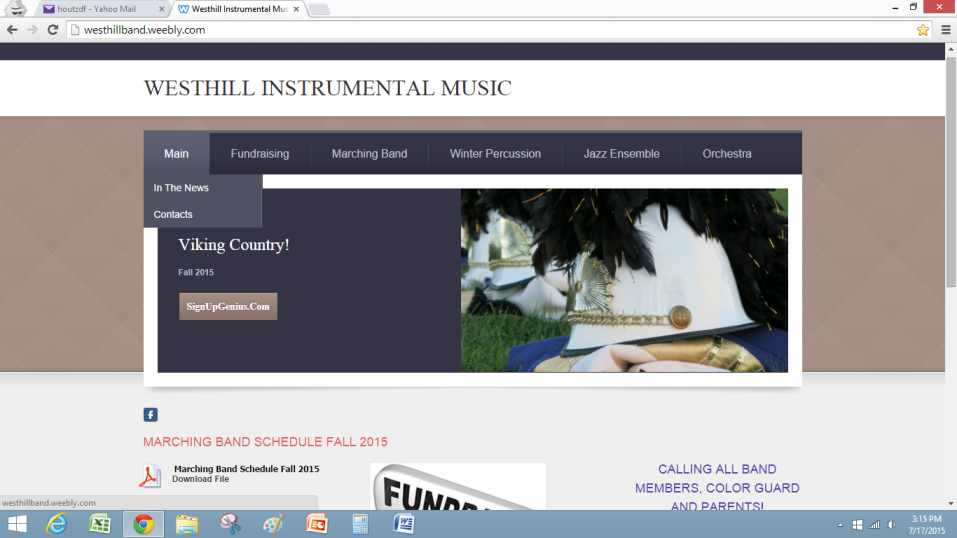 houtzdf - Yahoo Mail
Westhill Instrumental Mus
westhillband.weebly.com
WESTHILL INSTRUMENTAL MUSIC
Main
Fundraising
Marching Band
Winter Percussion
Jazz Ensemble
Orchestra
In The News
Contacts
Viking Country!
Fall 2015
SignUpGenius.Com
MARCHING BAND SCHEDULE FALL 2015
Marching Band Schedule Fall 2015
Download File
FUNDRA
CALLING ALL BAND
MEMBERS, COLOR GUARD
AND PARENTS!
westhillband.weebly.com
3:15 PM
7/17/2015